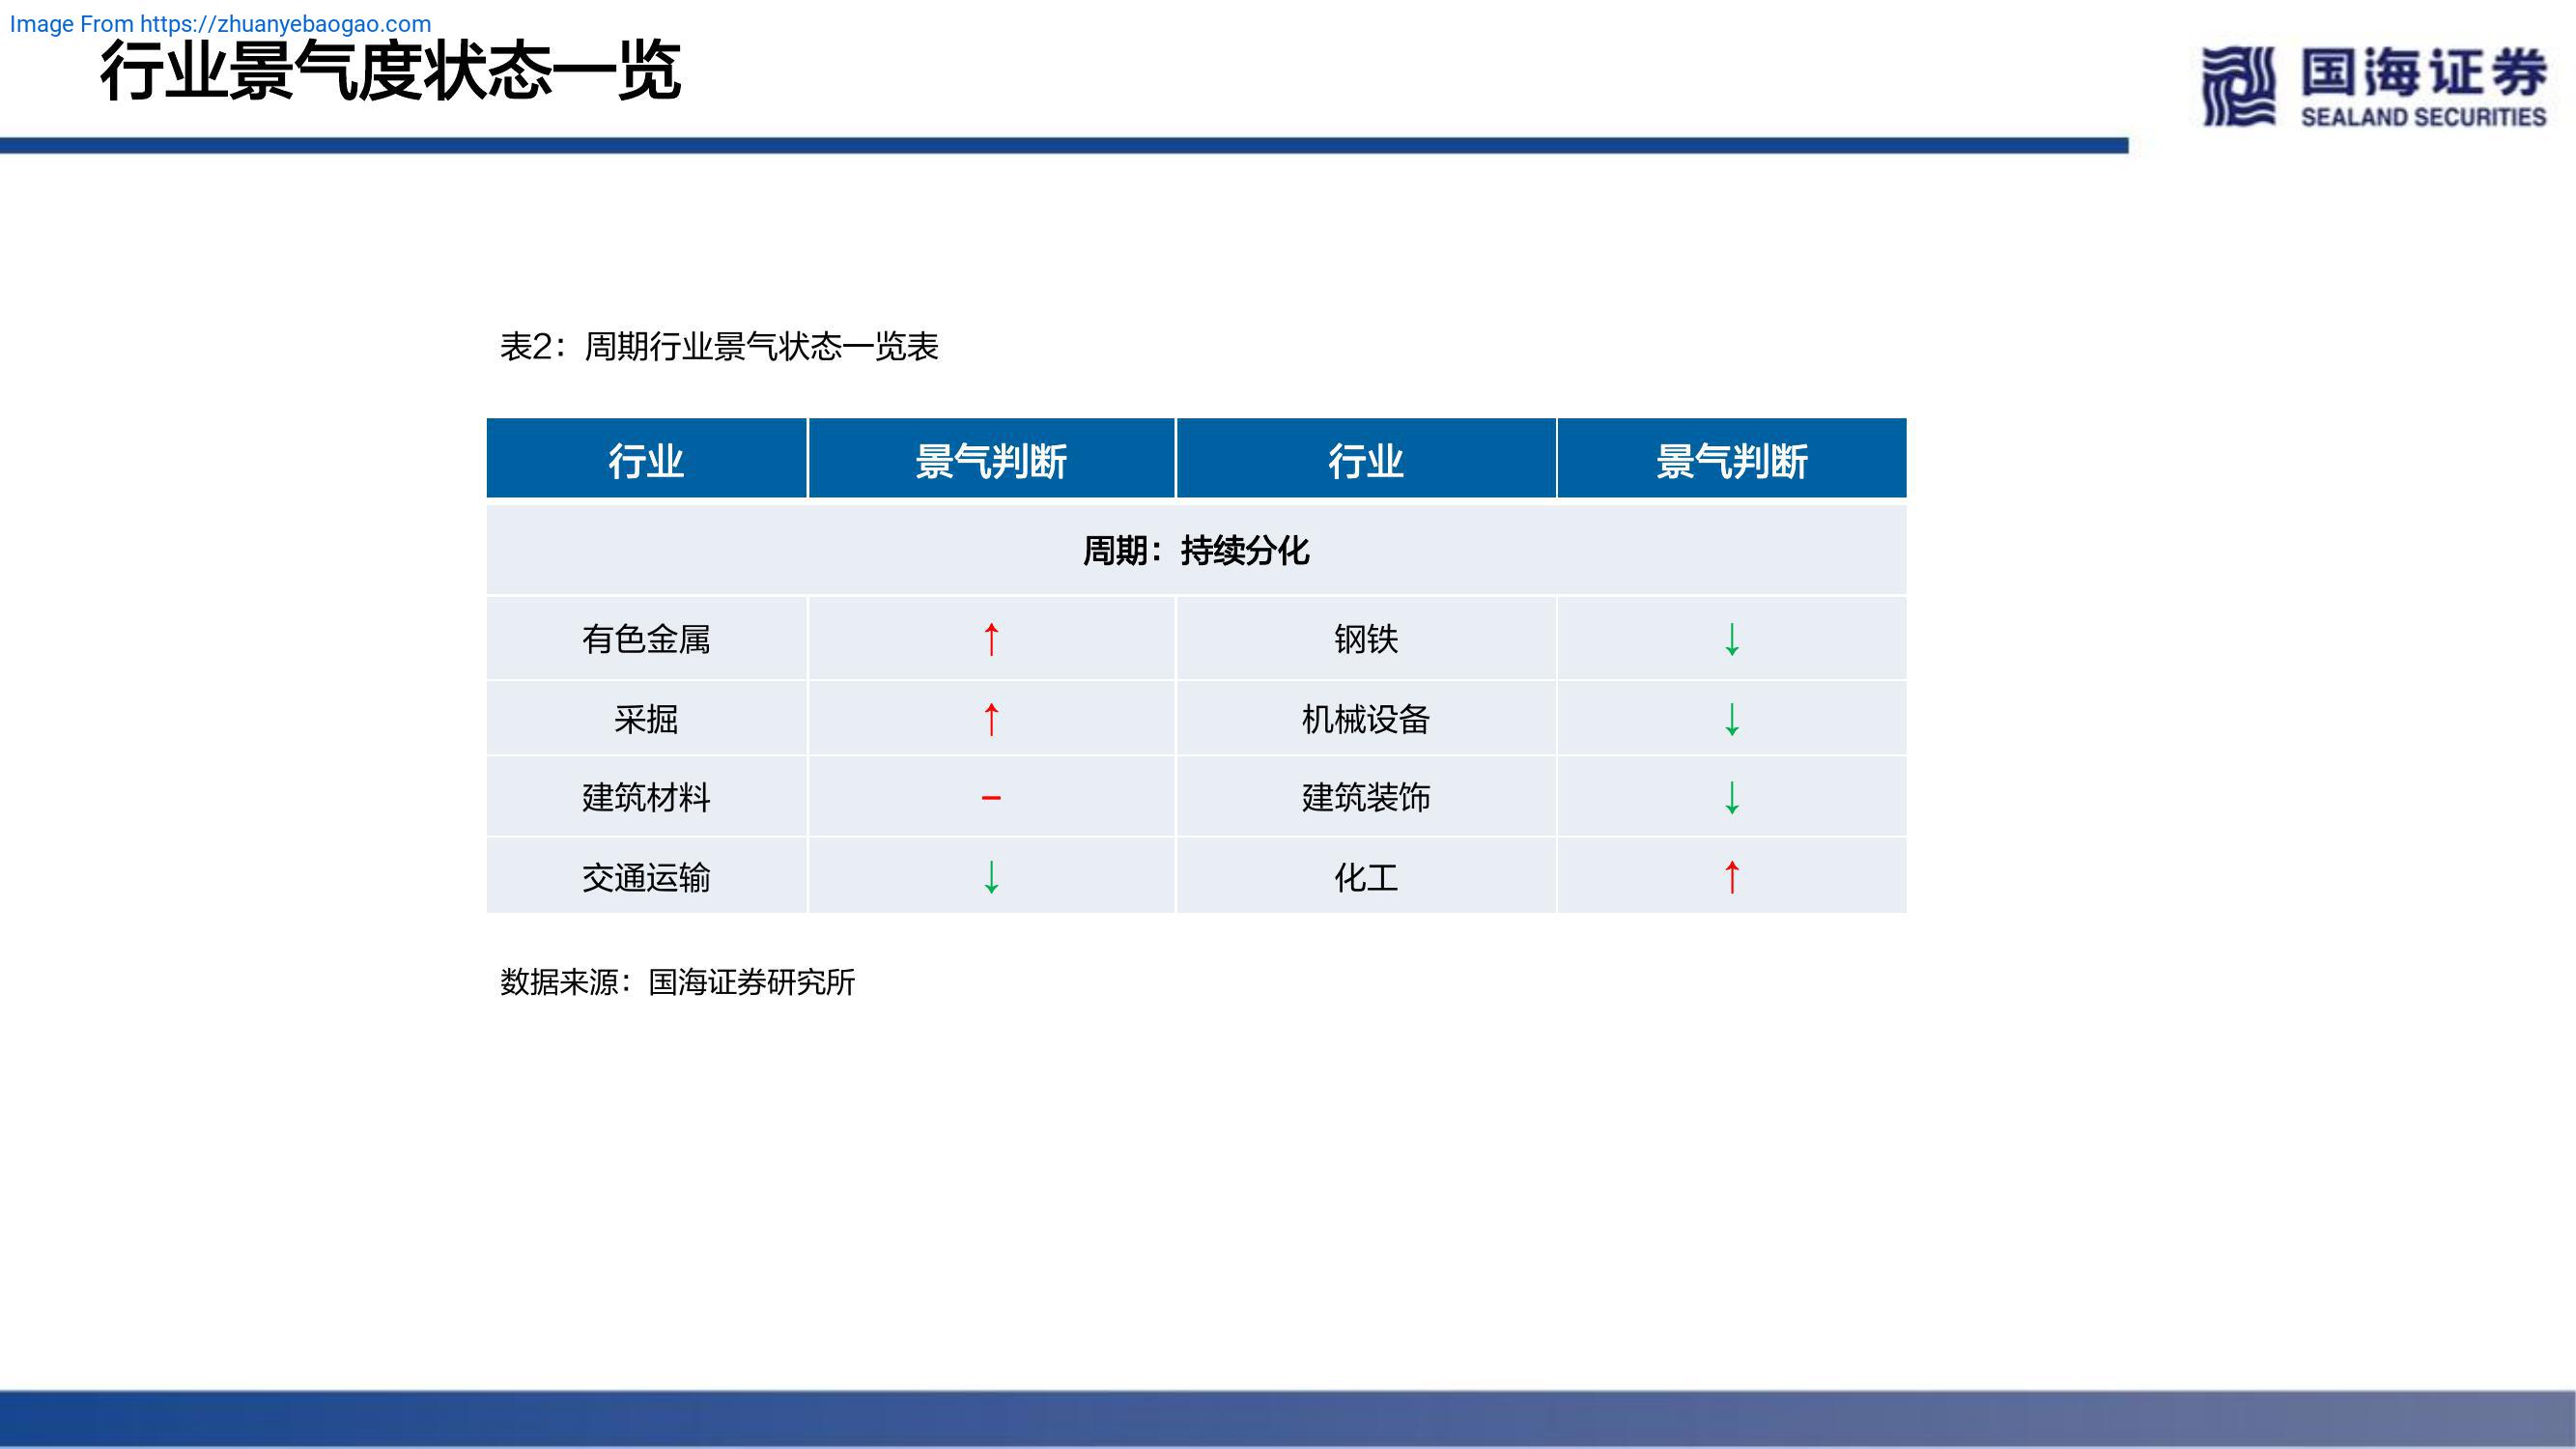 Image From https://zhuanyebaogao.com
行业景气度状态一览
国海证券
SEALAND SECURITIES
表2：周期行业景气状态一览表
行业 景气判断 行业 景气判断
周期：持续分化
有色金属 ↑ 钢铁 ↓
采掘 ↑ 机械设备 ↓
建筑材料 – 建筑装饰 ↓
交通运输 ↓ 化工 ↑
数据来源：国海证券研究所